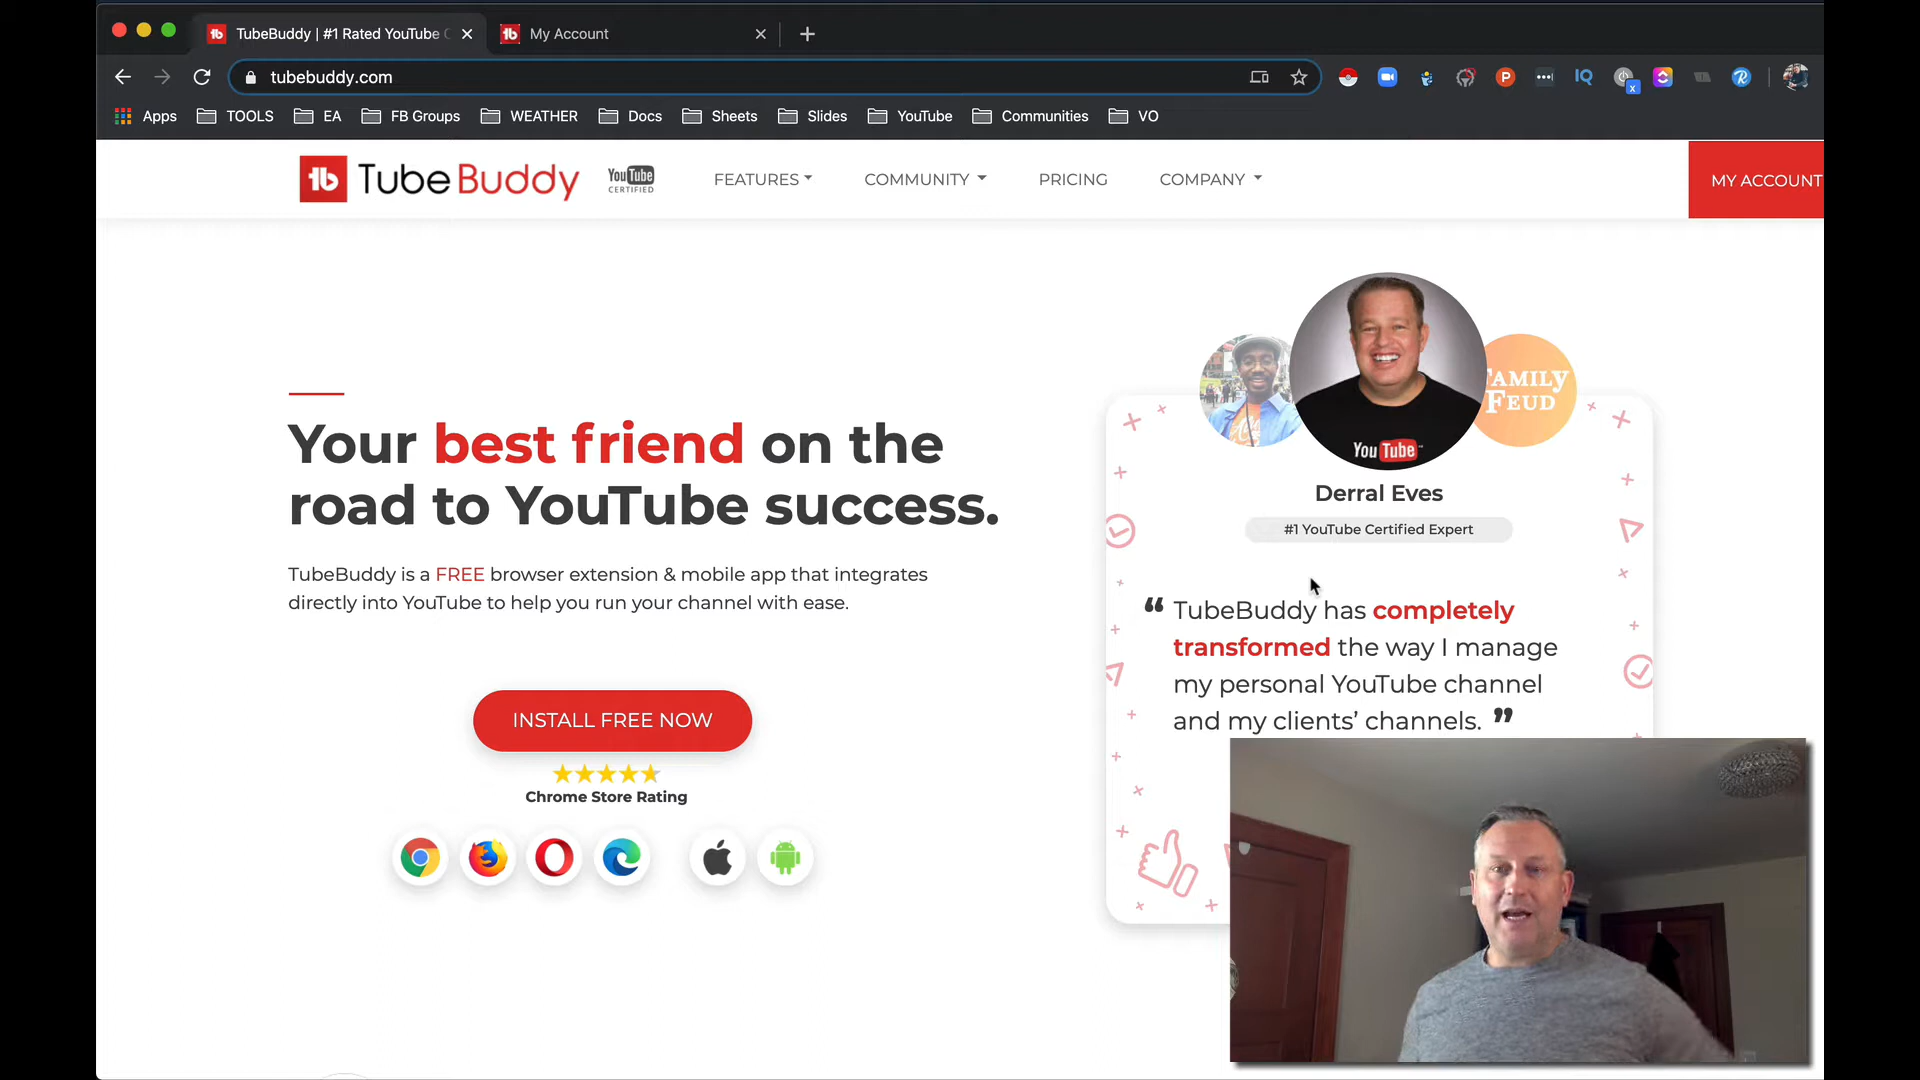 TubeBuddy | #1 Rated YouTube
My Account
tubebuddy.com
Apps
TOOLS
EA
FB Groups
WEATHER
Docs
Sheets
Slides
YouTube
Communities
VO
TubeBuddy
YouTube
CERTIFIED
FEATURES
COMMUNITY
PRICING
COMPANY
MY ACCOUNT
Your best friend on the
road to YouTube success.
TubeBuddy is a FREE browser extension & mobile app that integrates
directly into YouTube to help you run your channel with ease.
INSTALL FREE NOW
Chrome Store Rating
FAMILY
FEUD
YouTube
Derral Eves
#1 YouTube Certified Expert
“ TubeBuddy has completely
transformed the way I manage
my personal YouTube channel
and my clients’ channels. ”